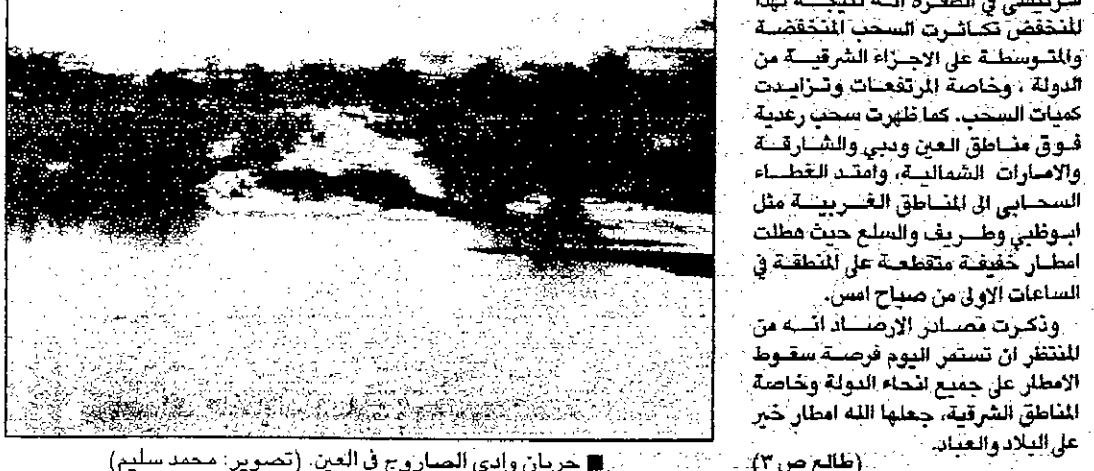 للمنخفض تكاثرت السحب المنخفضة
والمتوسطة على الاجزاء الشرقية من
الدولة ، وخاصة المرتفعات وتزايدت
كميات السحب. كما ظهرت سحب رعدية
فوق مناطق العين ودبي والشارقة
والامارات الشمالية، وامتد الغطاء
السحابي الى المناطق الغربية مثل
ابوظبي وطريف والسلع حيث هطلت
امطار خفيفة متقطعة على المنطقة في
الساعات الاولى من صباح امس.
وذكرت مصادر الارصاد انه من
المنتظر ان تستمر اليوم فرصة سقوط
الامطار على جميع انحاء الدولة وخاصة
المناطق الشرقية، جعلها الله امطار خير
على البلاد والعباد.
(طالع ص ٣)
■ جريان وادي الصاروج في العين. (تصوير: محمد سليم)